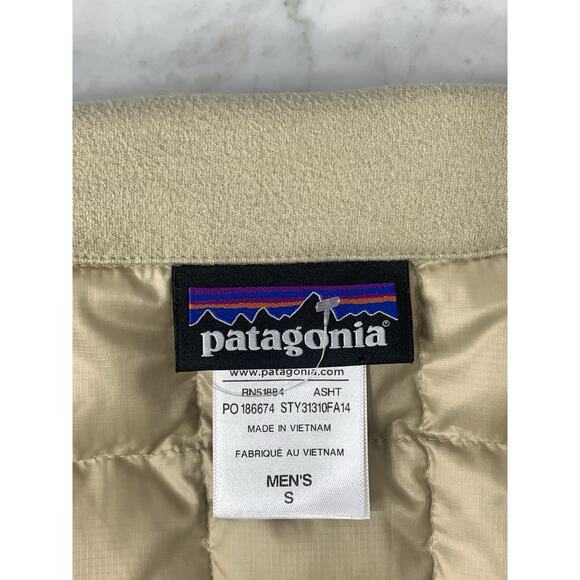 patagonia®
www.patagonia.com
RN51884 ASHT
PO 186674 STY31310FA14
MADE IN VIETNAM
FABRIQUÉ AU VIETNAM
MEN'S
S